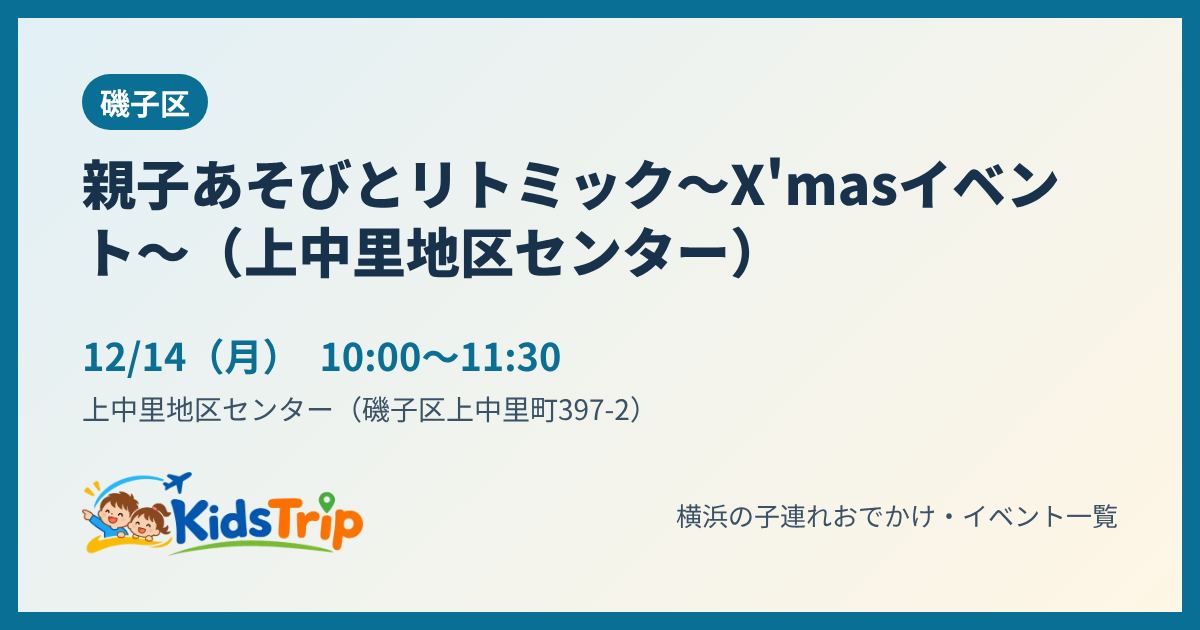 磯子区
親子あそびとリトミック～X'masイベン
ト～（上中里地区センター）
12/14（月） 10:00～11:30
上中里地区センター（磯子区上中里町397-2）
KidsTrip
横浜の子連れおでかけ・イベント一覧